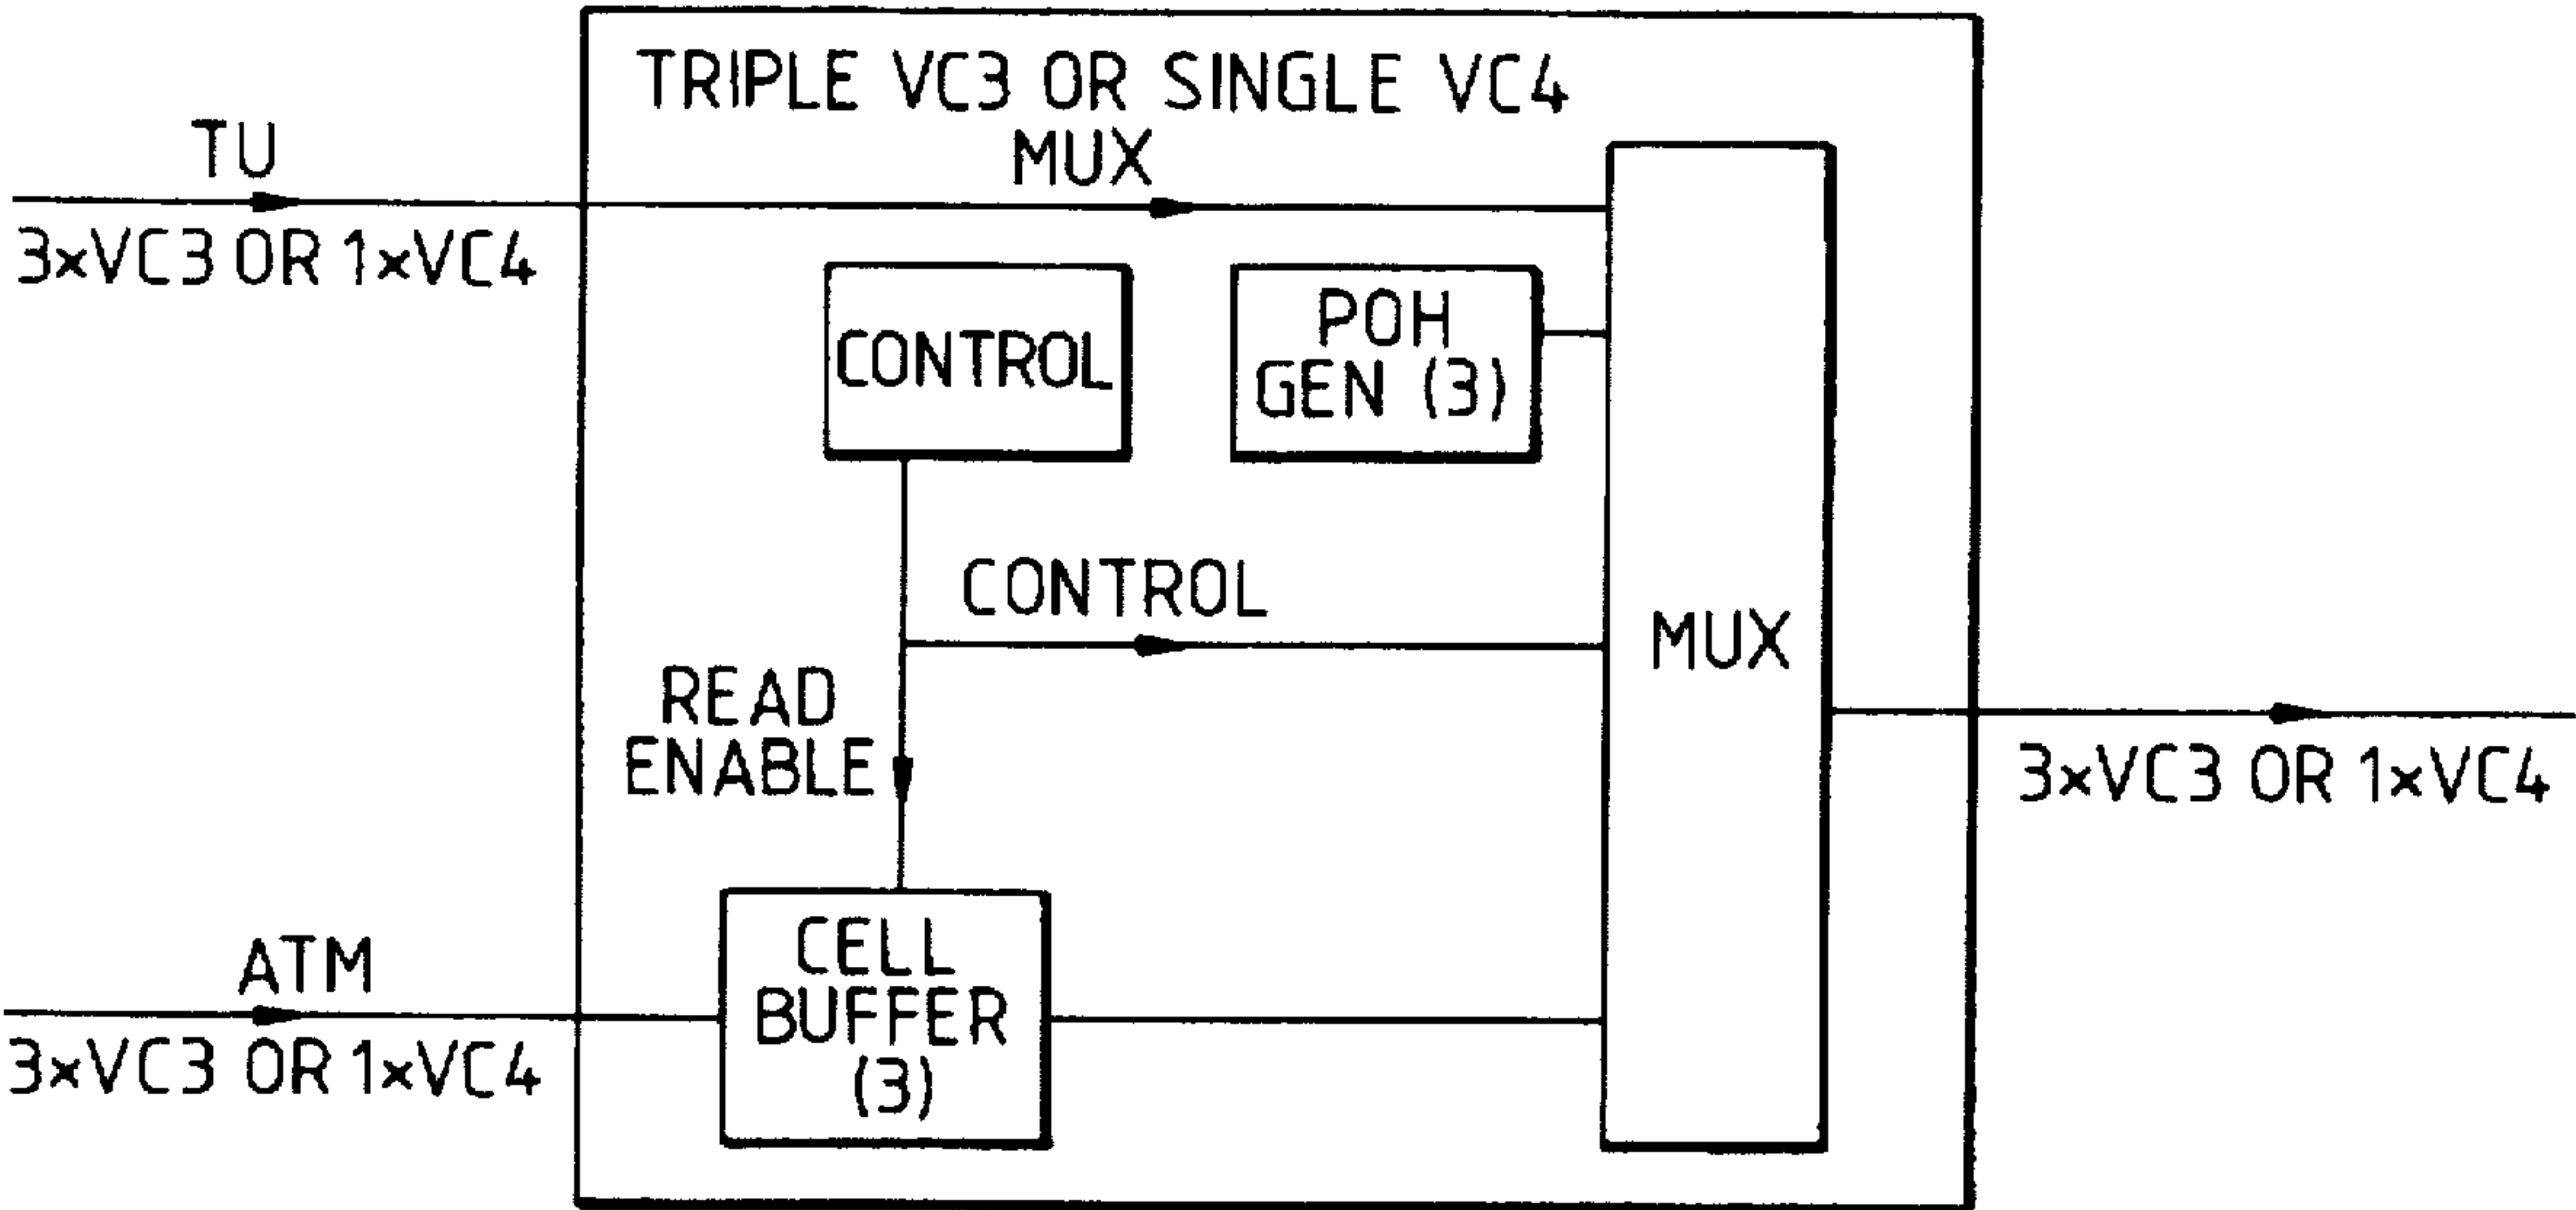 TRIPLE VC3 OR SINGLE VC4
MUX
TU
3×VC3 OR 1×VC4
CONTROL
POH
GEN (3)
CONTROL
MUX
READ
ENABLE
3×VC3 OR 1×VC4
ATM
3×VC3 OR 1×VC4
CELL
BUFFER
(3)